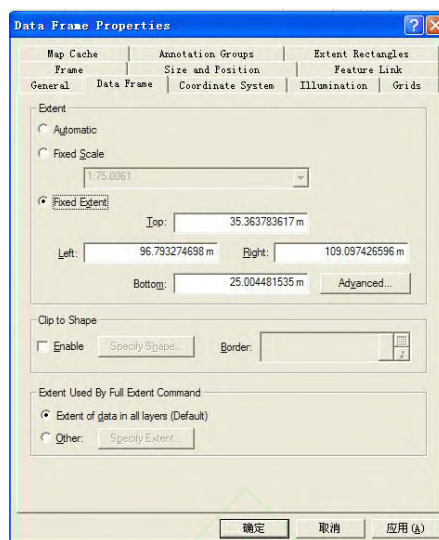 Data Frame Properties
Map Cache Annotation Groups Extent Rectangles
Frame Size and Position Feature Link
General Data Frame Coordinate System Illumination Grids
Extent
Automatic
Fixed Scale
1:75.0061
Fixed Extent
Top: 35.363783617 m
Left: 96.793274698 m Right: 109.097426596 m
Bottom: 25.004481535 m Advanced...
Clip to Shape
Enable Specify Shape... Border:
Extent Used By Full Extent Command
Extent of data in all layers (Default)
Other: Specify Extent...
确定 取消 应用(A)